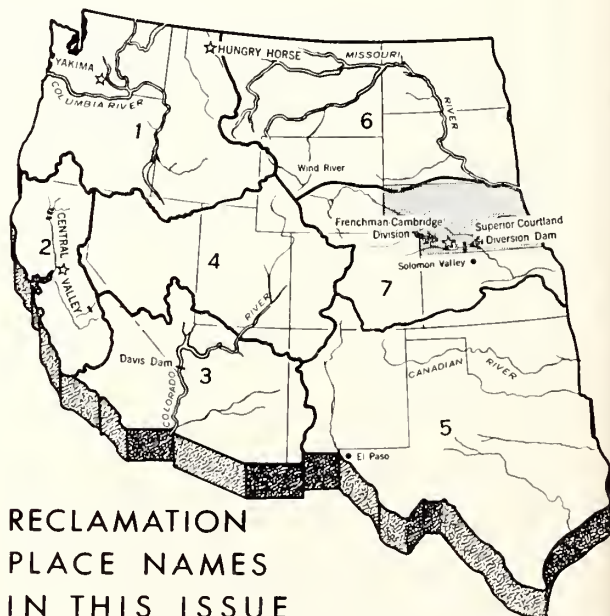 HUNGRY HORSE
MISSOURI
YAKIMA
COLUMBIA RIVER
1
6
RIVER
Wind River
Frenchman-Cambridge
Division
Superior Courtland
Diversion Dam
Solomon Valley
2
CENTRAL
VALLEY
4
7
RIVER
Davis Dam
3
COLORADO
CANADIAN
RIVER
5
El Paso
RECLAMATION
PLACE NAMES
IN THIS ISSUE